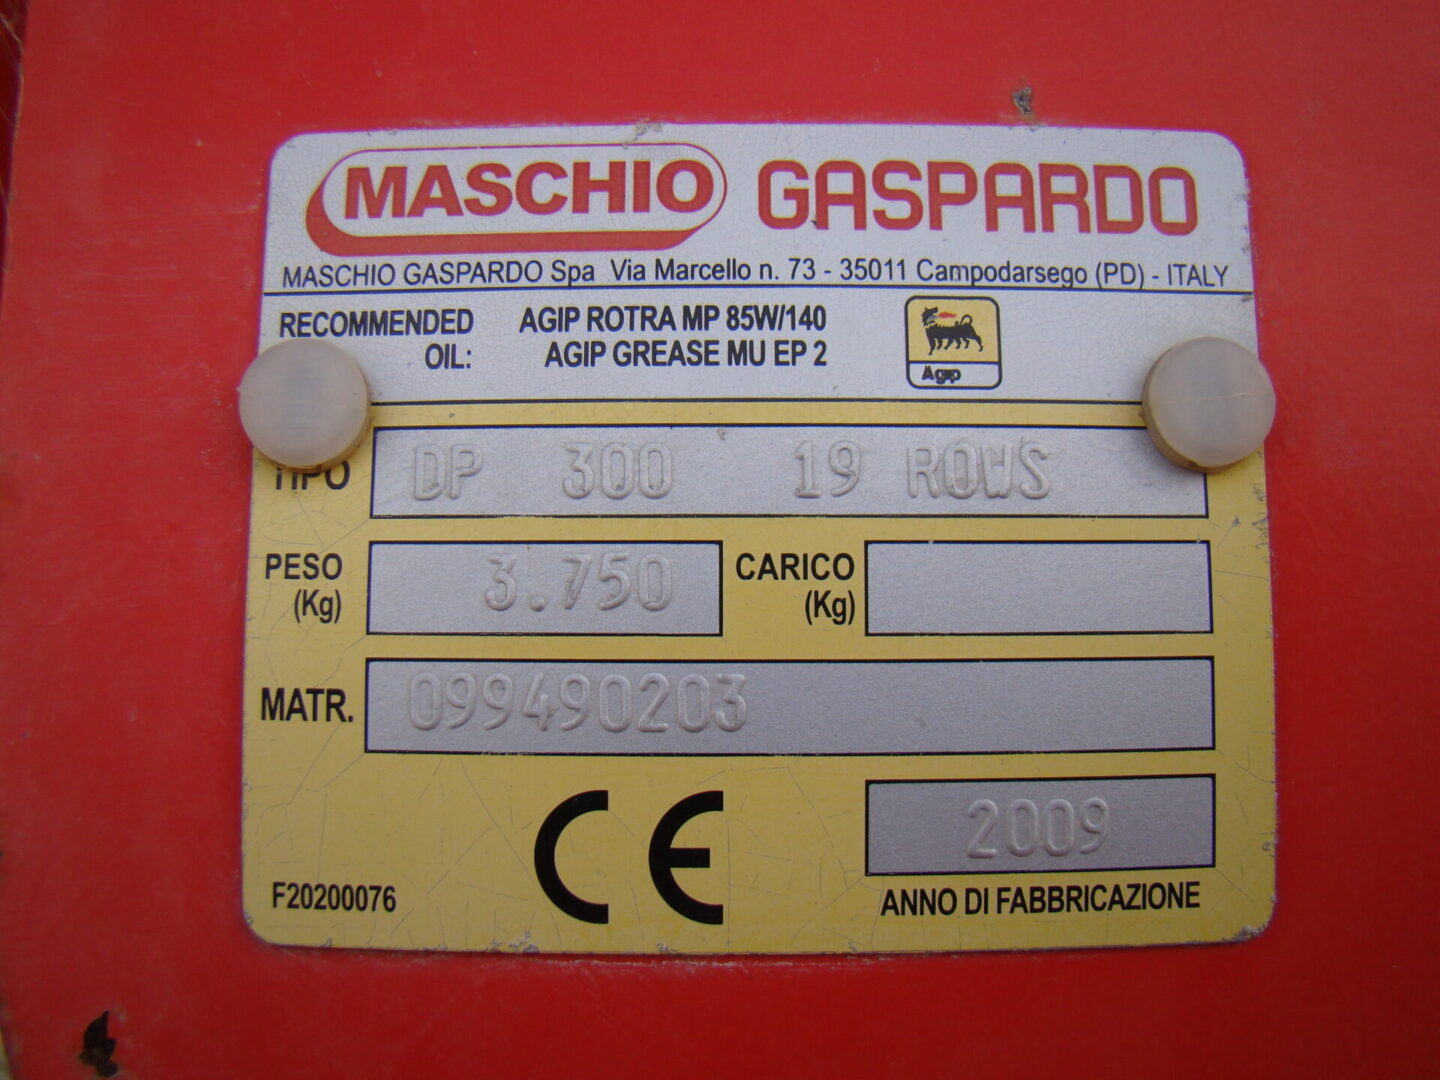 MASCHIO GASPARDO
MASCHIO GASPARDO Spa Via Marcello n. 73 - 35011 Campodarsego (PD) - ITALY
RECOMMENDED OIL: AGIP ROTRA MP 85W/140
AGIP GREASE MU EP 2
Agip
TIPO DP 300 19 ROWS
PESO (Kg) 3.750 CARICO (Kg)
MATR. 099490203
CE
2009
F20200076 ANNO DI FABBRICAZIONE